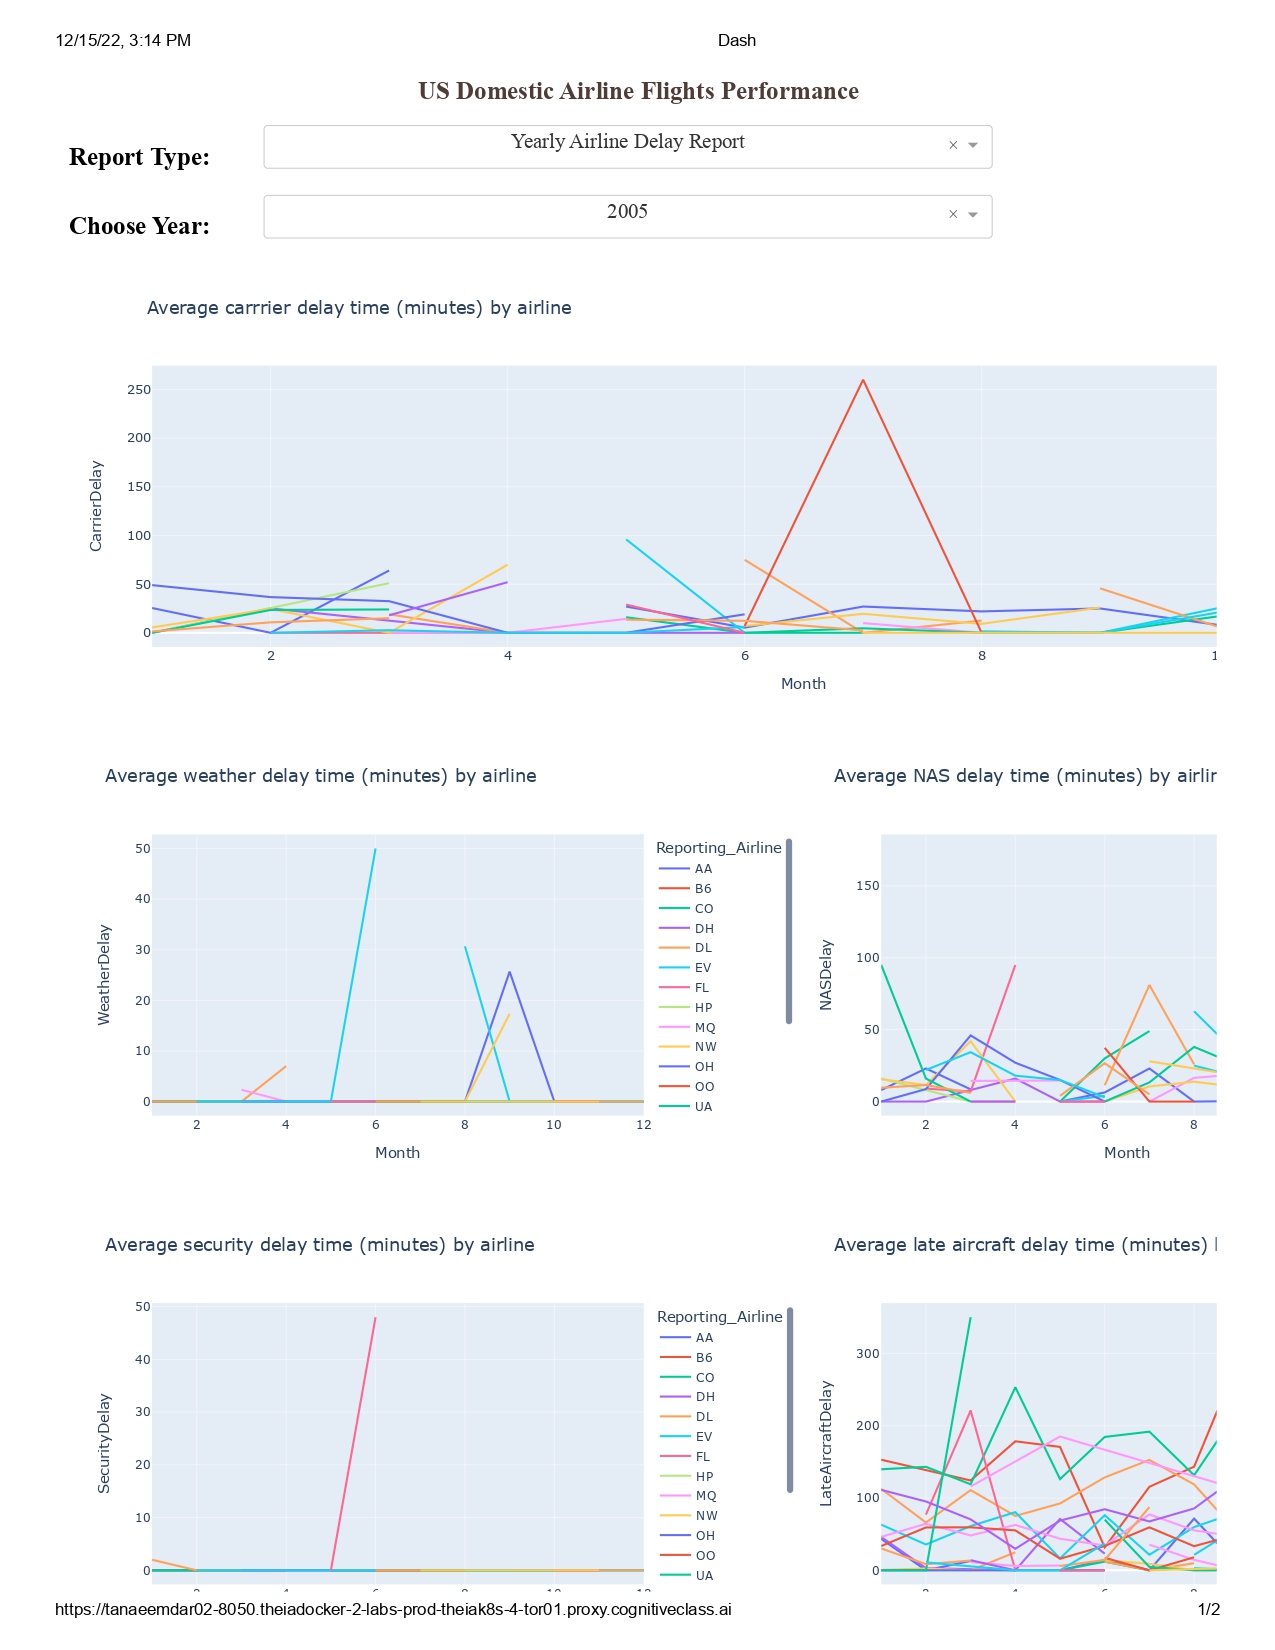 12/15/22, 3:14 PM Dash
US Domestic Airline Flights Performance
Report Type: Yearly Airline Delay Report ×
Choose Year: 2005 ×
Average carrrier delay time (minutes) by airline
250
200
150
100
50
0
CarrierDelay
2 4 6 8 1
Month
Average weather delay time (minutes) by airline
50
40
30
20
10
0
WeatherDelay
2 4 6 8 10 12
Month
Reporting_Airline
AA
B6
CO
DH
DL
EV
FL
HP
MQ
NW
OH
OO
UA
Average NAS delay time (minutes) by airlir
150
100
50
0
NASDelay
2 4 6 8
Month
Average security delay time (minutes) by airline
50
40
30
20
10
0
SecurityDelay
Reporting_Airline
AA
B6
CO
DH
DL
EV
FL
HP
MQ
NW
OH
OO
UA
Average late aircraft delay time (minutes)
300
200
100
0
LateAircraftDelay
https://tanaeemdar02-8050.theiadocker-2-labs-prod-theiak8s-4-tor01.proxy.cognitiveclass.ai 1/2